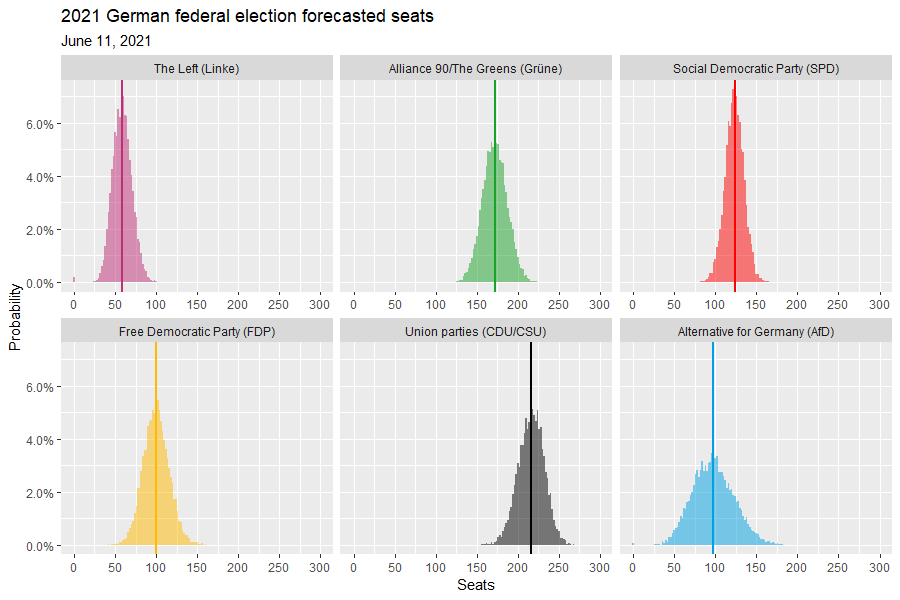 2021 German federal election forecasted seats
June 11, 2021
The Left (Linke) Alliance 90/The Greens (Grüne) Social Democratic Party (SPD)
6.0%
4.0%
2.0%
0.0%
0 50 100 150 200 250 300 0 50 100 150 200 250 300 0 50 100 150 200 250 300
Probability
Free Democratic Party (FDP) Union parties (CDU/CSU) Alternative for Germany (AfD)
6.0%
4.0%
2.0%
0.0%
0 50 100 150 200 250 300 0 50 100 150 200 250 300 0 50 100 150 200 250 300
Seats